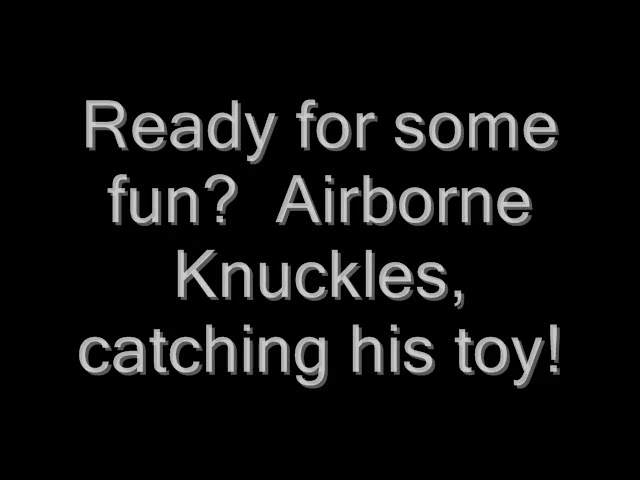 Ready for some
fun?  Airborne
Knuckles,
catching his toy!